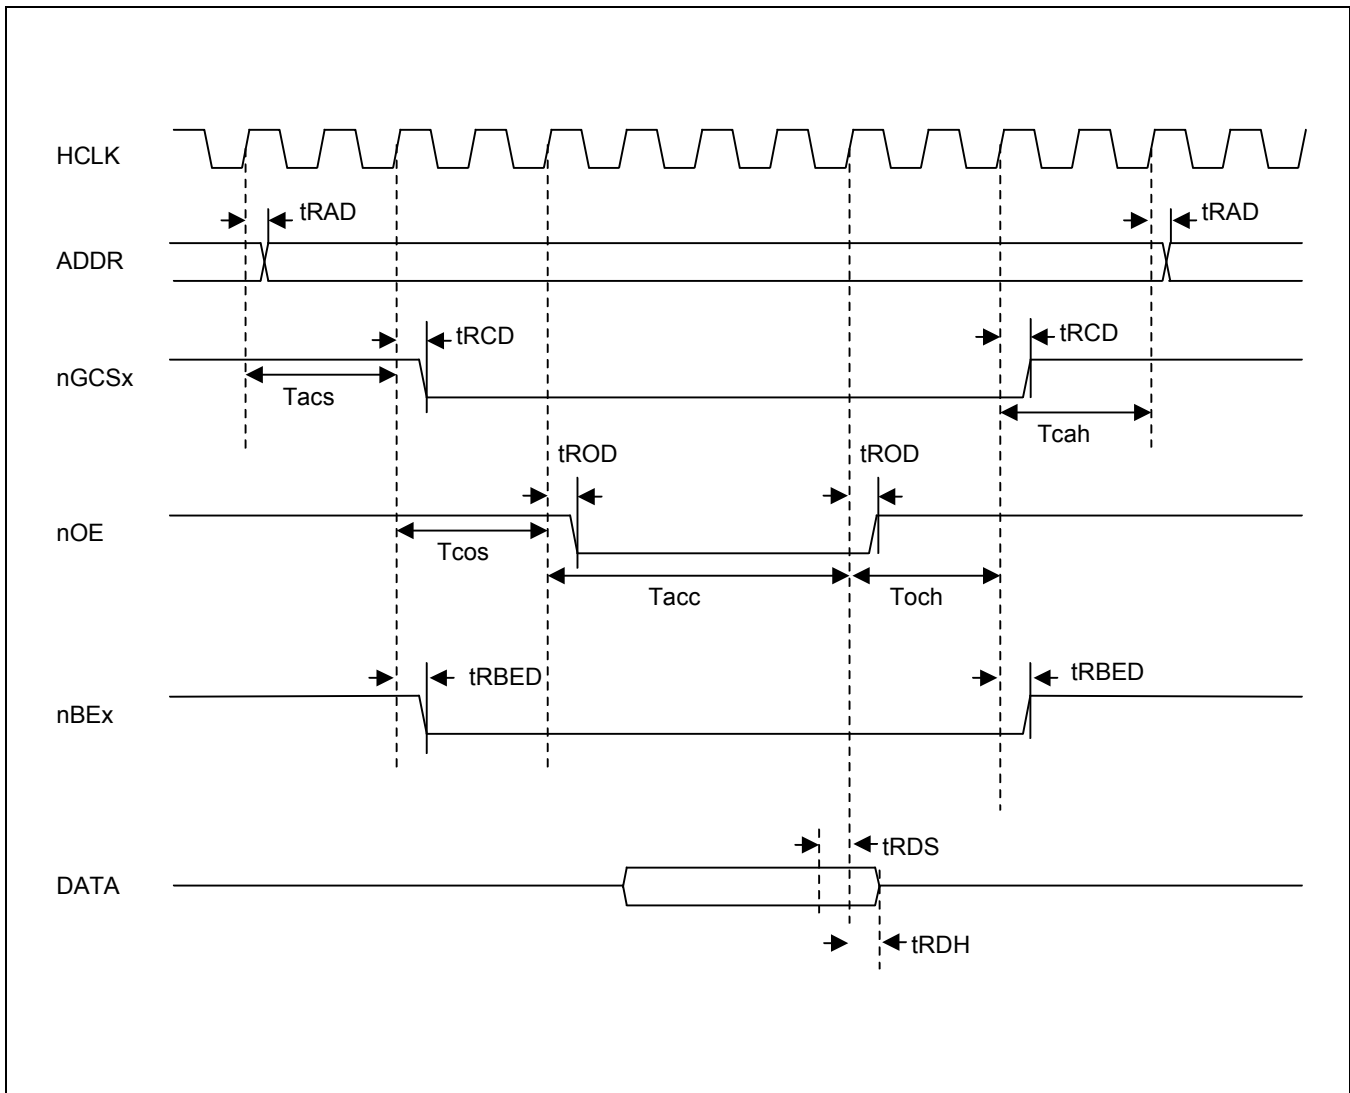 HCLK
tRAD
tRAD
ADDR
tRCD
tRCD
nGCSx
Tacs
Tcah
tROD
tROD
nOE
Tcos
Tacc
Toch
tRBED
tRBED
nBEx
tRDS
DATA
tRDH